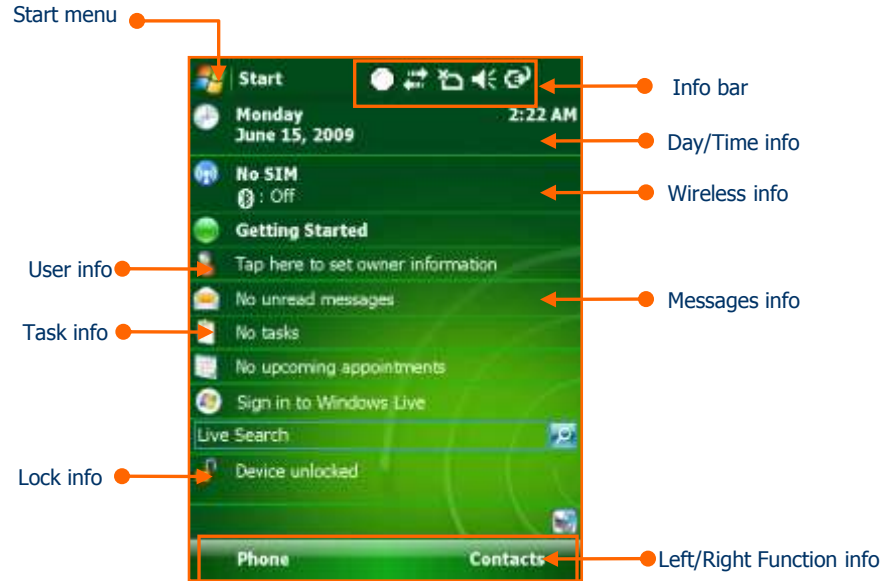 Start menu
Start
Info bar
Monday
2:22 AM
June 15, 2009
Day/Time info
No SIM
: Off
Wireless info
Getting Started
User info
Tap here to set owner information
No unread messages
Messages info
Task info
No tasks
No upcoming appointments
Sign in to Windows Live
Live Search
Lock info
Device unlocked
Phone
Contacts
Left/Right Function info